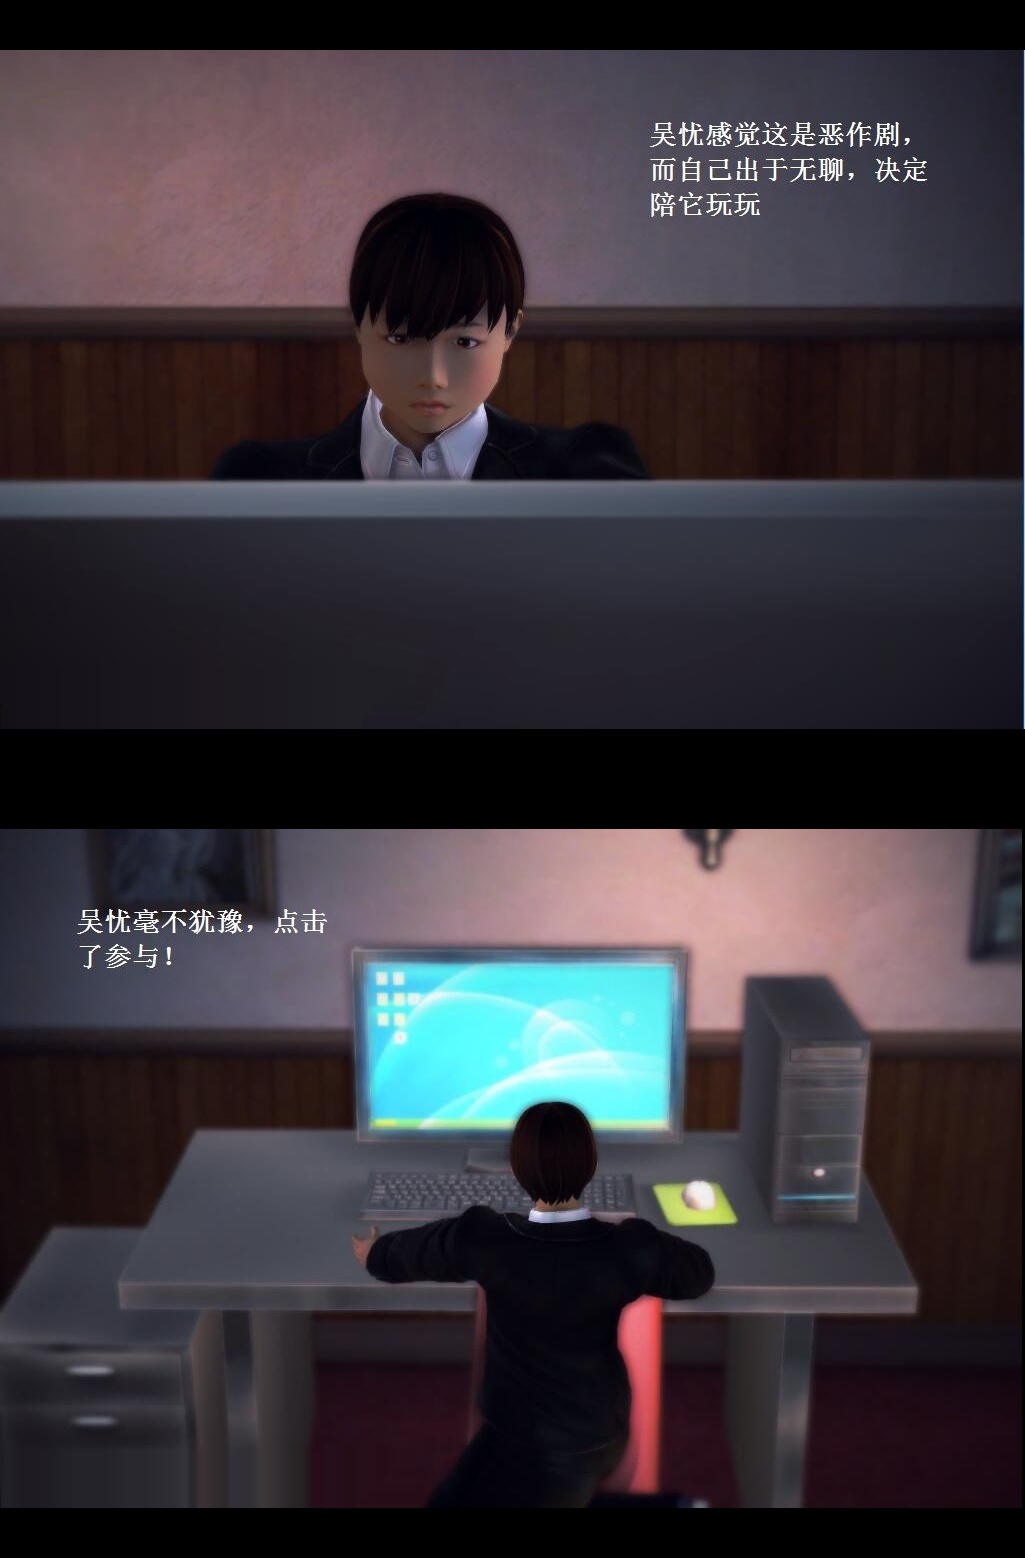 吴忧感觉这是恶作剧，
而自己出于无聊，决定
陪它玩玩
吴忧毫不犹豫，点击
了参与！